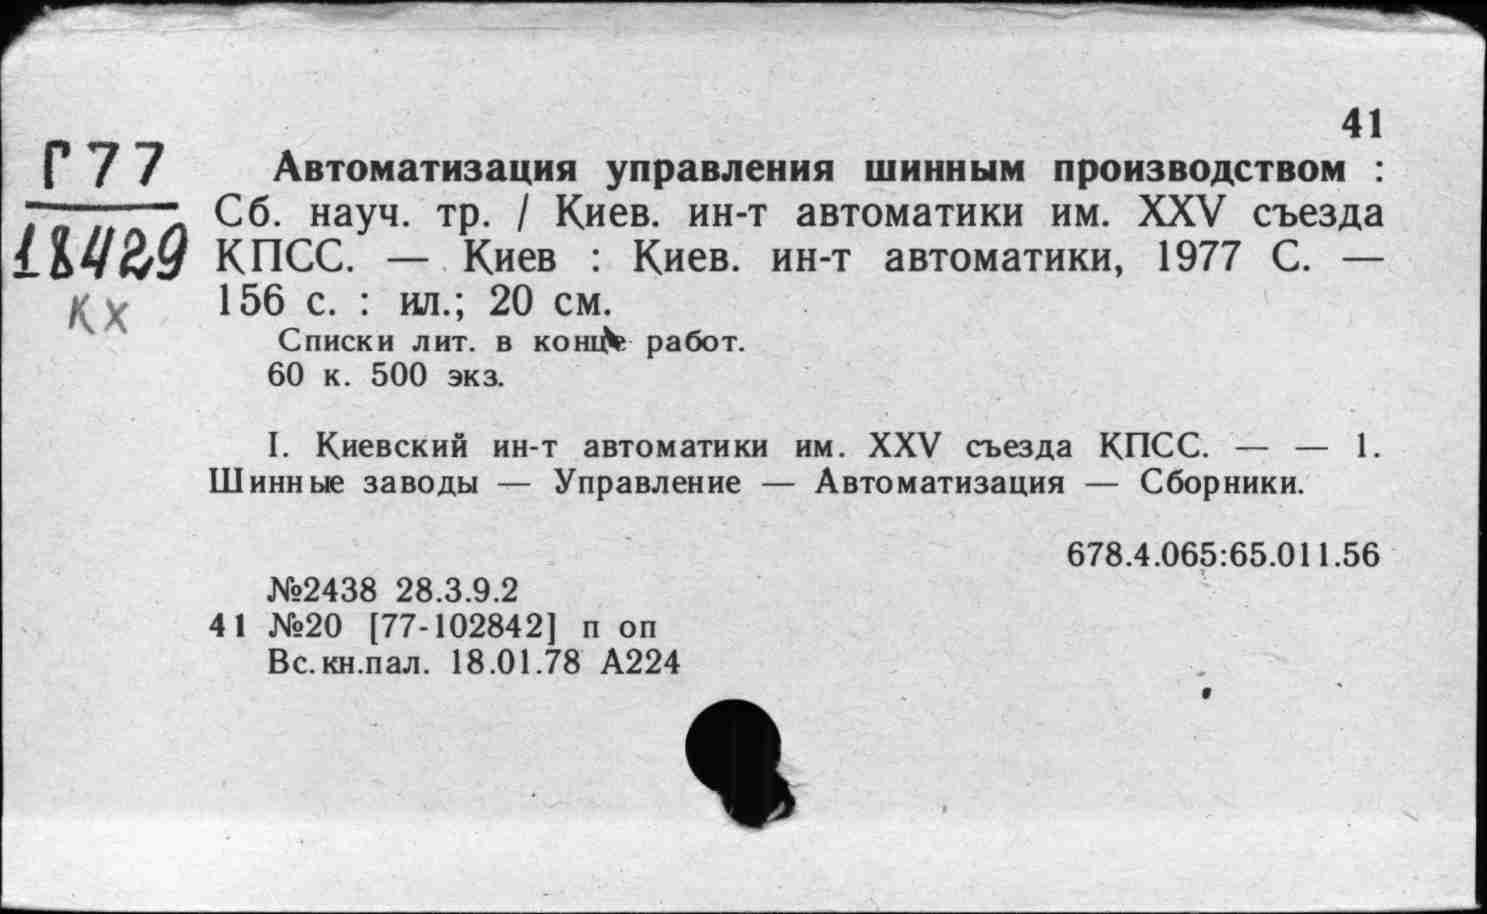 41
Г77
18429
КХ
Автоматизация управления шинным производством :
Сб. науч. тр. / Киев. ин-т автоматики им. XXV съезда
КПСС. — Киев : Киев. ин-т автоматики, 1977 С. —
156 с. : ил.; 20 см.
Списки лит. в конце работ.
60 к. 500 экз.
I. Киевский ин-т автоматики им. XXV съезда КПСС. — — 1.
Шинные заводы — Управление — Автоматизация — Сборники.
678.4.065:65.011.56
№2438 28.3.9.2
41 №20 [77-102842] п оп
Вс.кн.пал. 18.01.78 А224